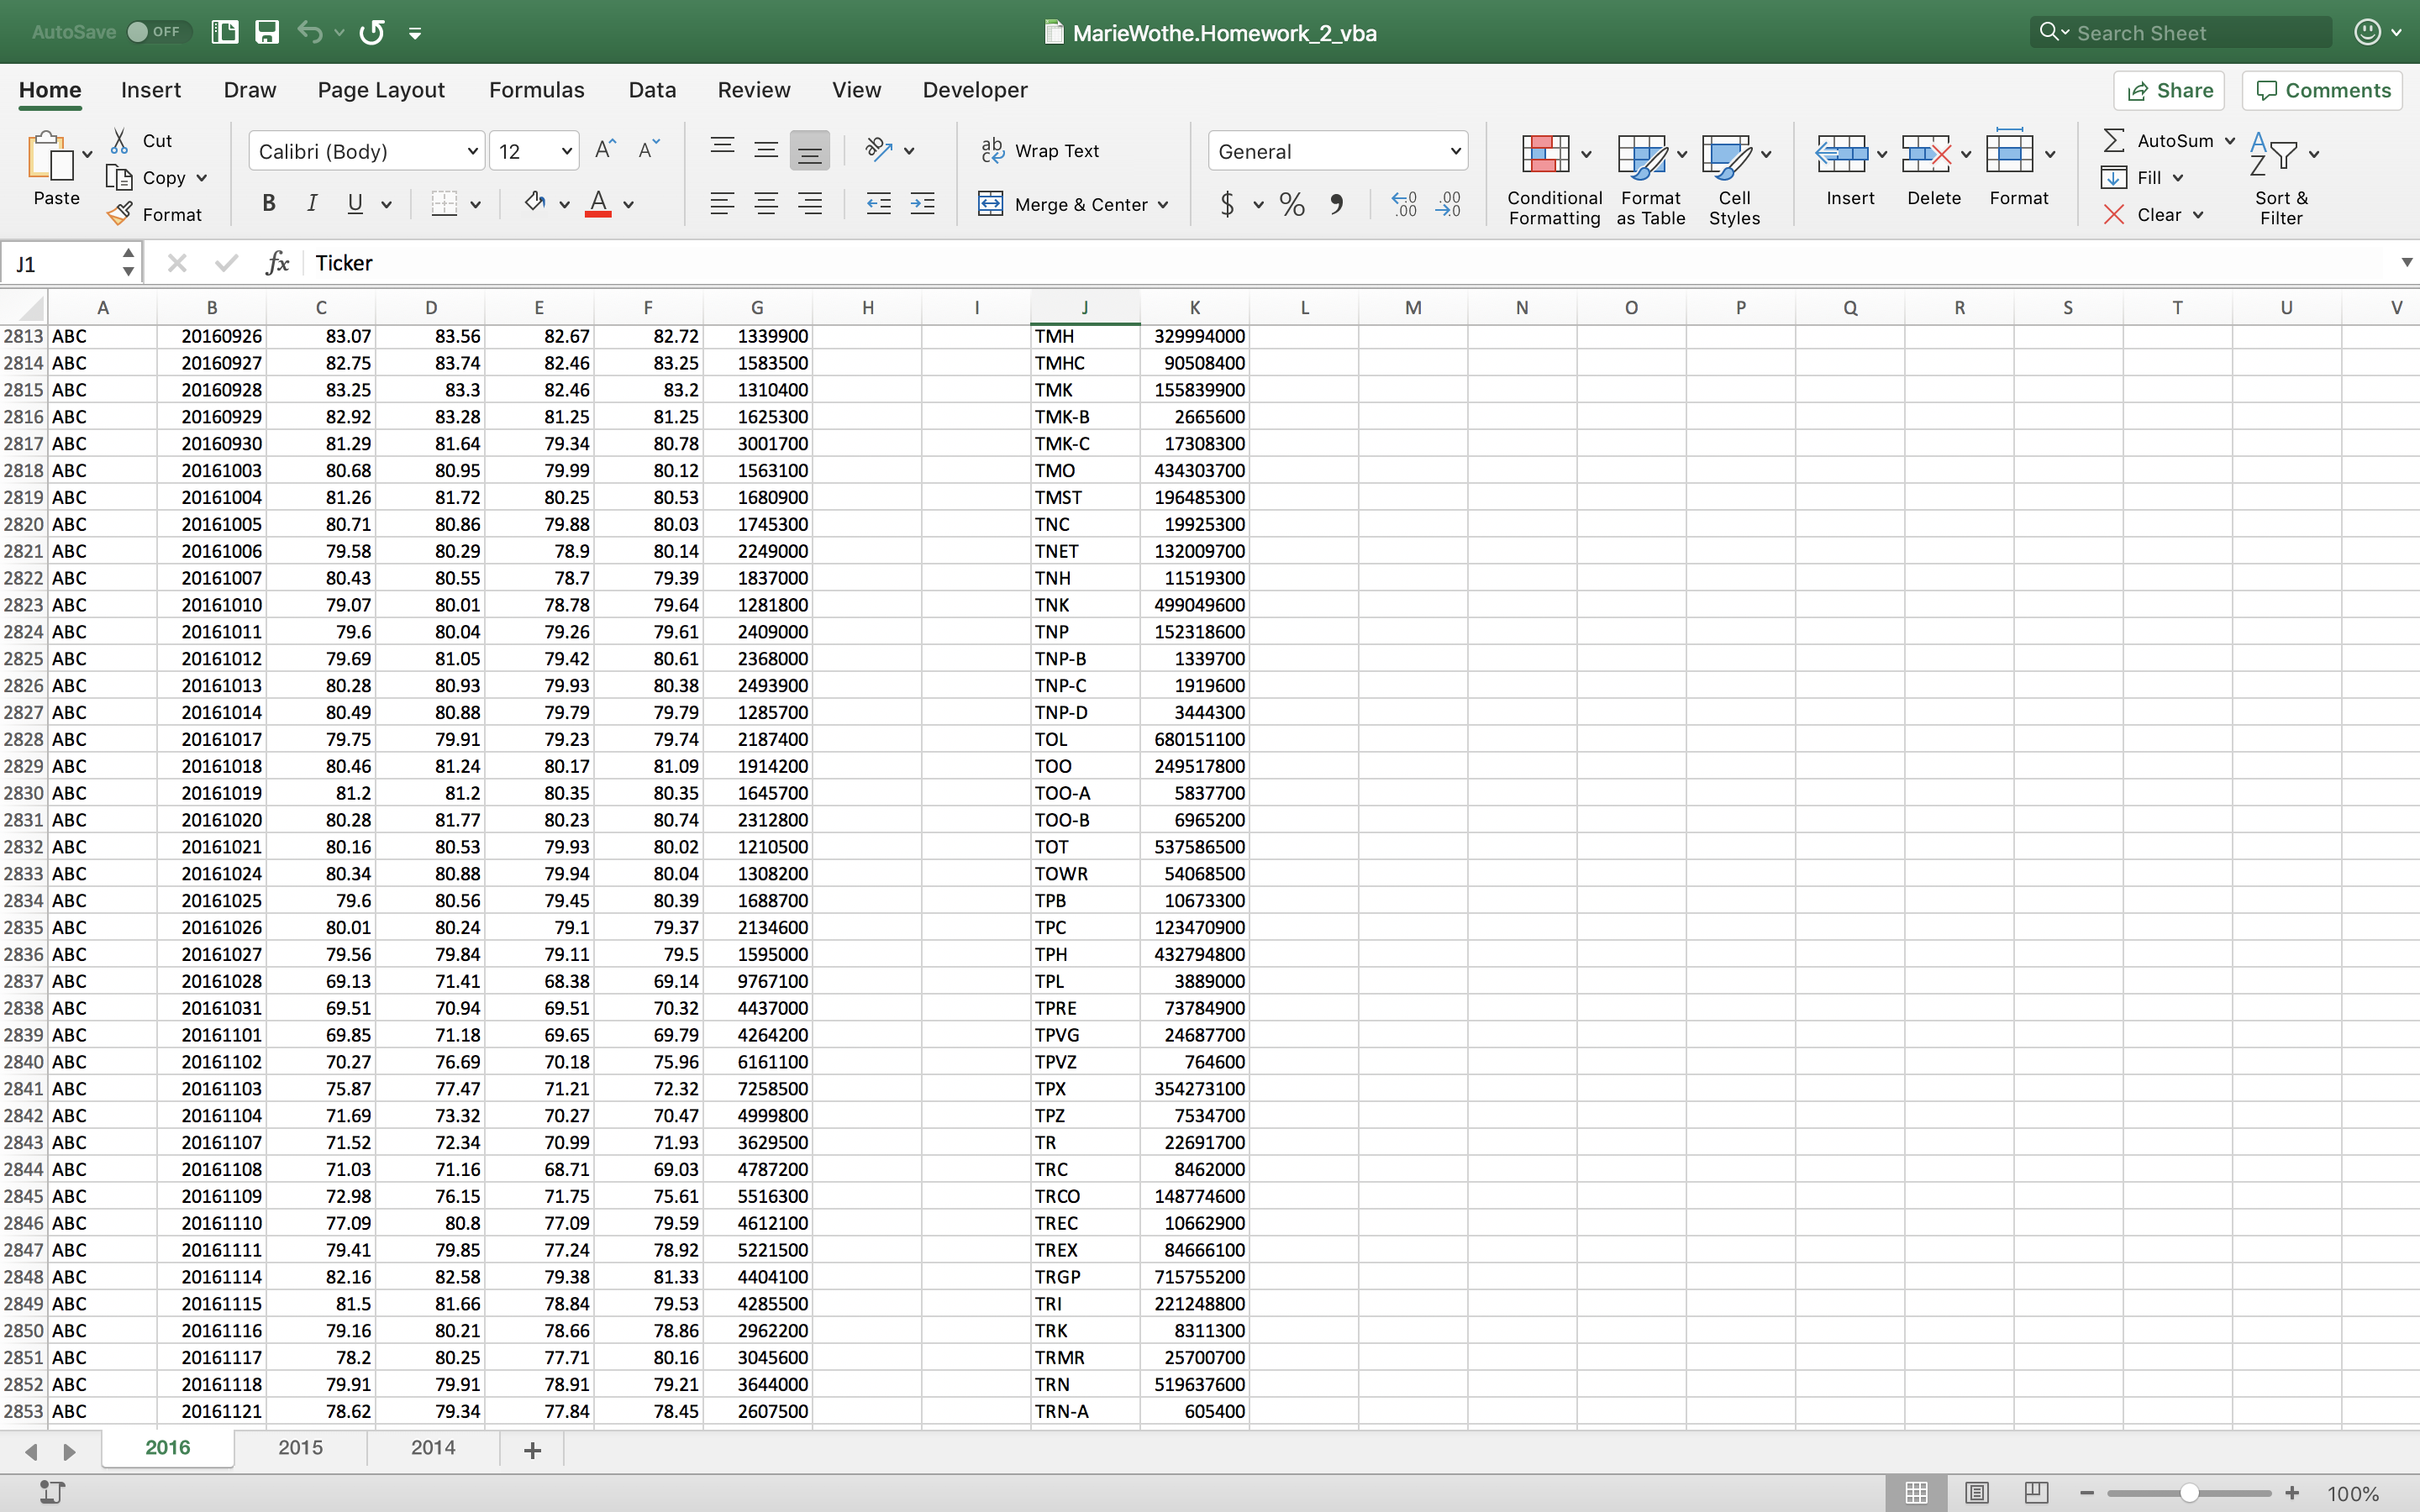 AutoSave OFF MarieWothe.Homework_2_vba Search Sheet
Home Insert Draw Page Layout Formulas Data Review View Developer Share Comments
Paste Cut Copy Format Calibri (Body) 12 Wrap Text General Conditional Formatting Format as Table Cell Styles Insert Delete Format AutoSum Fill Clear Sort & Filter
B I U A Merge & Center $ %
J1 fx Ticker
A B C D E F G H I J K L M N O P Q R S T U V
2813 ABC 20160926 83.07 83.56 82.67 82.72 1339900 TMH 329994000
2814 ABC 20160927 82.75 83.74 82.46 83.25 1583500 TMHC 90508400
2815 ABC 20160928 83.25 83.3 82.46 83.2 1310400 TMK 155839900
2816 ABC 20160929 82.92 83.28 81.25 81.25 1625300 TMK-B 2665600
2817 ABC 20160930 81.29 81.64 79.34 80.78 3001700 TMK-C 17308300
2818 ABC 20161003 80.68 80.95 79.99 80.12 1563100 TMO 434303700
2819 ABC 20161004 81.26 81.72 80.25 80.53 1680900 TMST 196485300
2820 ABC 20161005 80.71 80.86 79.88 80.03 1745300 TNC 19925300
2821 ABC 20161006 79.58 80.29 78.9 80.14 2249000 TNET 132009700
2822 ABC 20161007 80.43 80.55 78.7 79.39 1837000 TNH 11519300
2823 ABC 20161010 79.07 80.01 78.78 79.64 1281800 TNK 499049600
2824 ABC 20161011 79.6 80.04 79.26 79.61 2409000 TNP 152318600
2825 ABC 20161012 79.69 81.05 79.42 80.61 2368000 TNP-B 1339700
2826 ABC 20161013 80.28 80.93 79.93 80.38 2493900 TNP-C 1919600
2827 ABC 20161014 80.49 80.88 79.79 79.79 1285700 TNP-D 3444300
2828 ABC 20161017 79.75 79.91 79.23 79.74 2187400 TOL 680151100
2829 ABC 20161018 80.46 81.24 80.17 81.09 1914200 TOO 249517800
2830 ABC 20161019 81.2 81.2 80.35 80.35 1645700 TOO-A 5837700
2831 ABC 20161020 80.28 81.77 80.23 80.74 2312800 TOO-B 6965200
2832 ABC 20161021 80.16 80.53 79.93 80.02 1210500 TOT 537586500
2833 ABC 20161024 80.34 80.88 79.94 80.04 1308200 TOWR 54068500
2834 ABC 20161025 79.6 80.56 79.45 80.39 1688700 TPB 10673300
2835 ABC 20161026 80.01 80.24 79.1 79.37 2134600 TPC 123470900
2836 ABC 20161027 79.56 79.84 79.11 79.5 1595000 TPH 432794800
2837 ABC 20161028 69.13 71.41 68.38 69.14 9767100 TPL 3889000
2838 ABC 20161031 69.51 70.94 69.51 70.32 4437000 TPRE 73784900
2839 ABC 20161101 69.85 71.18 69.65 69.79 4264200 TPVG 24687700
2840 ABC 20161102 70.27 76.69 70.18 75.96 6161100 TPVZ 764600
2841 ABC 20161103 75.87 77.47 71.21 72.32 7258500 TPX 354273100
2842 ABC 20161104 71.69 73.32 70.27 70.47 4999800 TPZ 7534700
2843 ABC 20161107 71.52 72.34 70.99 71.93 3629500 TR 22691700
2844 ABC 20161108 71.03 71.16 68.71 69.03 4787200 TRC 8462000
2845 ABC 20161109 72.98 76.15 71.75 75.61 5516300 TRCO 148774600
2846 ABC 20161110 77.09 80.8 77.09 79.59 4612100 TREC 10662900
2847 ABC 20161111 79.41 79.85 77.24 78.92 5221500 TREX 84666100
2848 ABC 20161114 82.16 82.58 79.38 81.33 4404100 TRGP 715755200
2849 ABC 20161115 81.5 81.66 78.84 79.53 4285500 TRI 221248800
2850 ABC 20161116 79.16 80.21 78.66 78.86 2962200 TRK 8311300
2851 ABC 20161117 78.2 80.25 77.71 80.16 3045600 TRMR 25700700
2852 ABC 20161118 79.91 79.91 78.91 79.21 3644000 TRN 519637600
2853 ABC 20161121 78.62 79.34 77.84 78.45 2607500 TRN-A 605400
2016 2015 2014 +
100%